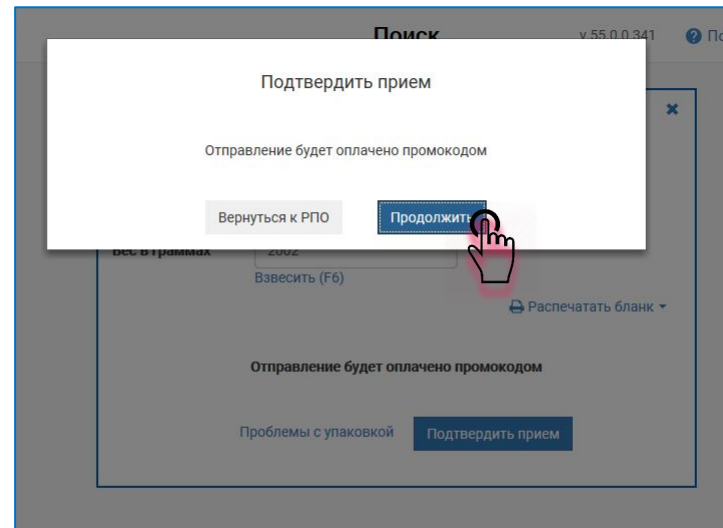 Поиск
v.55.0.0.341
Подтвердить прием
Отправление будет оплачено промокодом
Вернуться к РПО
Продолжить
Вес в граммах
2002
Взвесить (F6)
Распечатать бланк
Отправление будет оплачено промокодом
Проблемы с упаковкой
Подтвердить прием